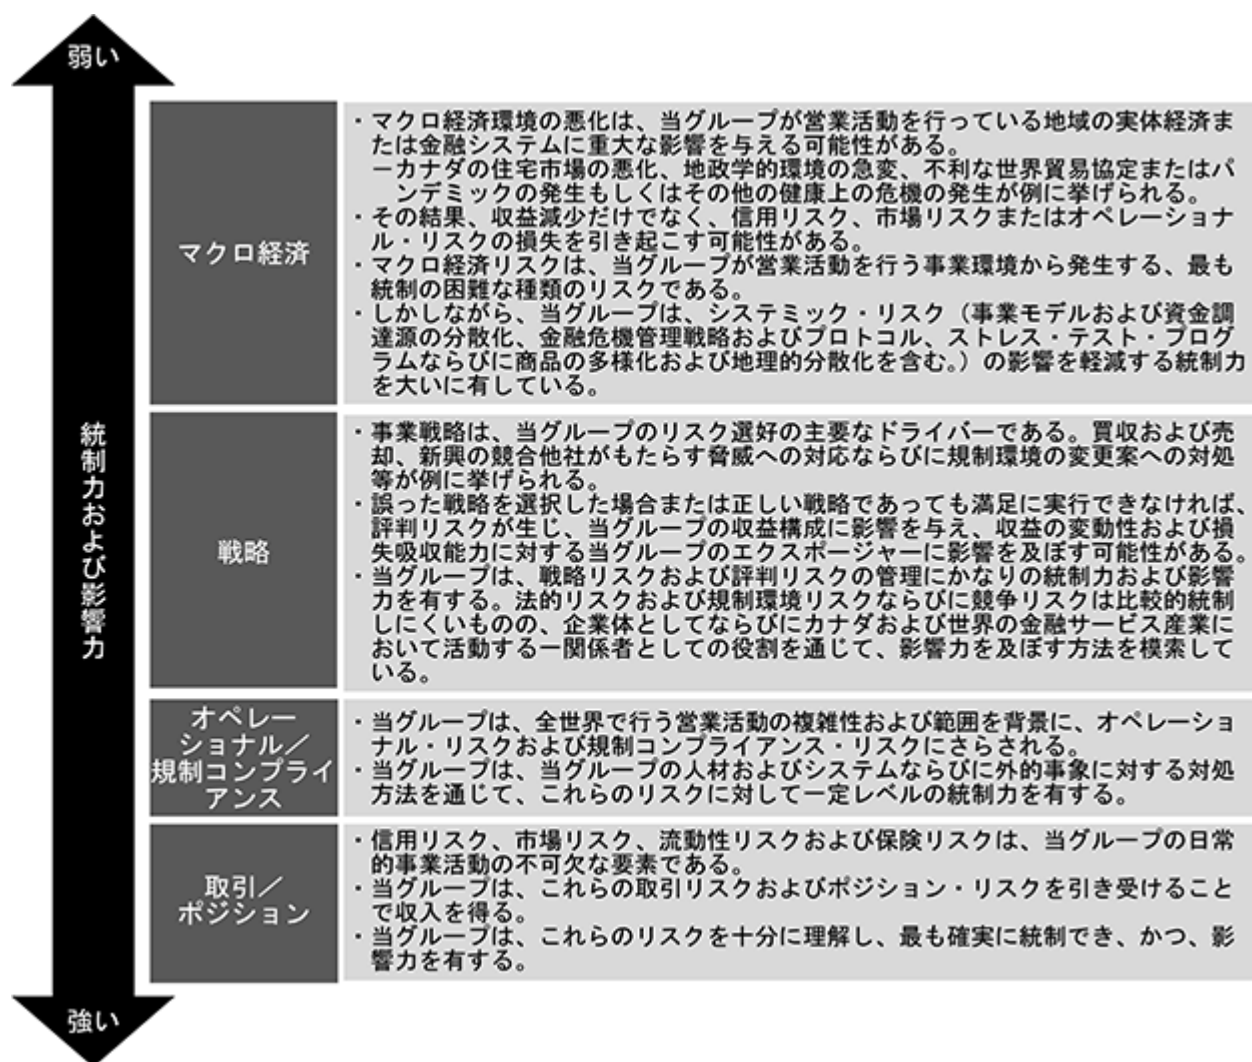 弱い
統制力および影響力
マクロ経済
・マクロ経済環境の悪化は、当グループが営業活動を行っている地域の実体経済ま
たは金融システムに重大な影響を与える可能性がある。
－カナダの住宅市場の悪化、地政学的環境の急変、不利な世界貿易協定またはパ
ンデミックの発生もしくはその他の健康上の危機の発生が例に挙げられる。
・その結果、収益減少だけでなく、信用リスク、市場リスクまたはオペレーショナ
ル・リスクの損失を引き起こす可能性がある。
・マクロ経済リスクは、当グループが営業活動を行う事業環境から発生する、最も
統制の困難な種類のリスクである。
・しかしながら、当グループは、システミック・リスク（事業モデルおよび資金調
達源の分散化、金融危機管理戦略およびプロトコル、ストレス・テスト・プログ
ラムならびに商品の多様化および地理的分散化を含む。）の影響を軽減する統制力
を大いに有している。
戦略
・事業戦略は、当グループのリスク選好の主要なドライバーである。買収および売
却、新興の競合他社がもたらす脅威への対応ならびに規制環境の変更案への対処
等が例に挙げられる。
・誤った戦略を選択した場合または正しい戦略であっても満足に実行できなければ、
評判リスクが生じ、当グループの収益構成に影響を与え、収益の変動性および損
失吸収能力に対する当グループのエクスポージャーに影響を及ぼす可能性がある。
・当グループは、戦略リスクおよび評判リスクの管理にかなりの統制力および影響
力を有する。法的リスクおよび規制環境リスクならびに競争リスクは比較的統制
しにくいものの、企業体としてならびにカナダおよび世界の金融サービス産業に
おいて活動する一関係者としての役割を通じて、影響力を及ぼす方法を模索して
いる。
オペレー
ショナル／
規制コンプライ
アンス
・当グループは、全世界で行う営業活動の複雑性および範囲を背景に、オペレーショ
ナル・リスクおよび規制コンプライアンス・リスクにさらされる。
・当グループは、当グループの人材およびシステムならびに外的事象に対する対処
方法を通じて、これらのリスクに対して一定レベルの統制力を有する。
取引／
ポジション
・信用リスク、市場リスク、流動性リスクおよび保険リスクは、当グループの日常
的事業活動の不可欠な要素である。
・当グループは、これらの取引リスクおよびポジション・リスクを引き受けること
で収入を得る。
・当グループは、これらのリスクを十分に理解し、最も確実に統制でき、かつ、影
響力を有する。
強い